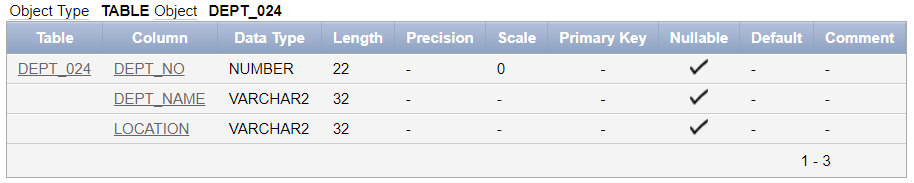 Object Type TABLE Object DEPT_024
Table Column Data Type Length Precision Scale Primary Key Nullable Default Comment
DEPT_024 DEPT_NO NUMBER 22 - 0 - ✓ - -
DEPT_NAME VARCHAR2 32 - - - ✓ - -
LOCATION VARCHAR2 32 - - - ✓ - -
1 - 3